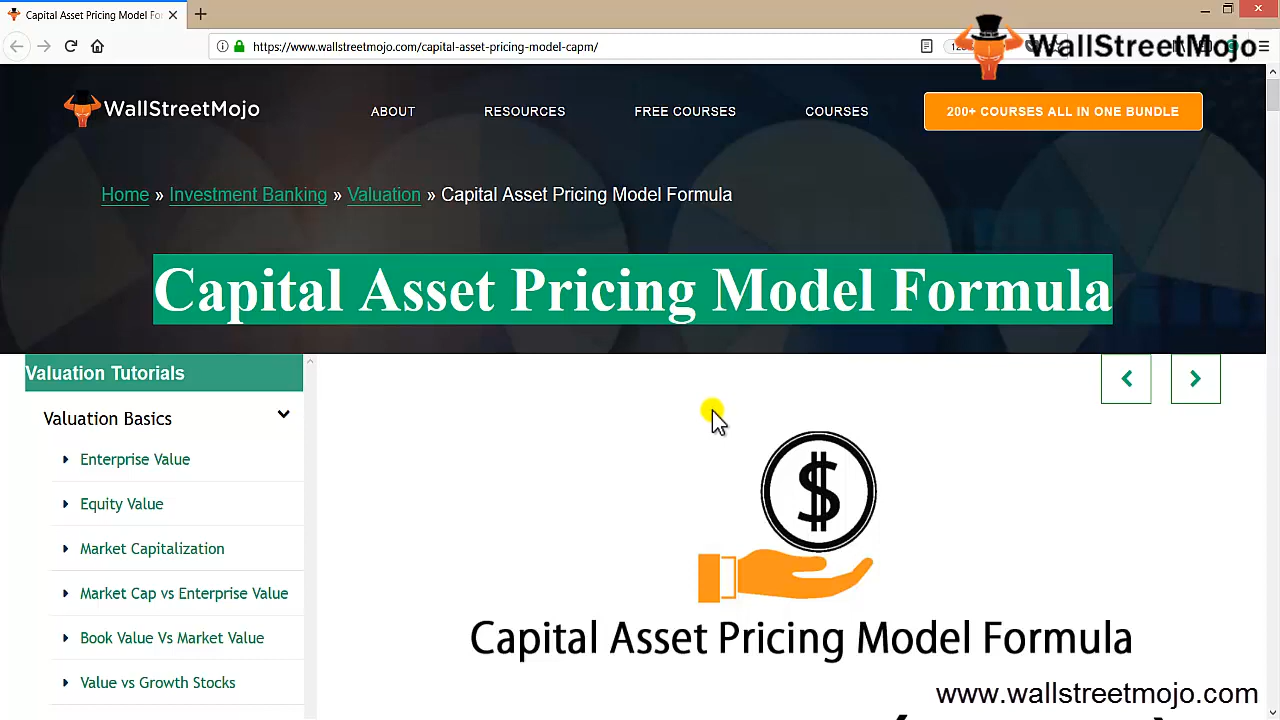 Capital Asset Pricing Model Fo
https://www.wallstreetmojo.com/capital-asset-pricing-model-capm/
WallStreetMojo
WallStreetMojo
ABOUT
RESOURCES
FREE COURSES
COURSES
200+ COURSES ALL IN ONE BUNDLE
Home » Investment Banking » Valuation » Capital Asset Pricing Model Formula
Capital Asset Pricing Model Formula
Valuation Tutorials
Valuation Basics
Enterprise Value
Equity Value
Market Capitalization
Market Cap vs Enterprise Value
Book Value Vs Market Value
Value vs Growth Stocks
$
Capital Asset Pricing Model Formula
www.wallstreetmojo.com